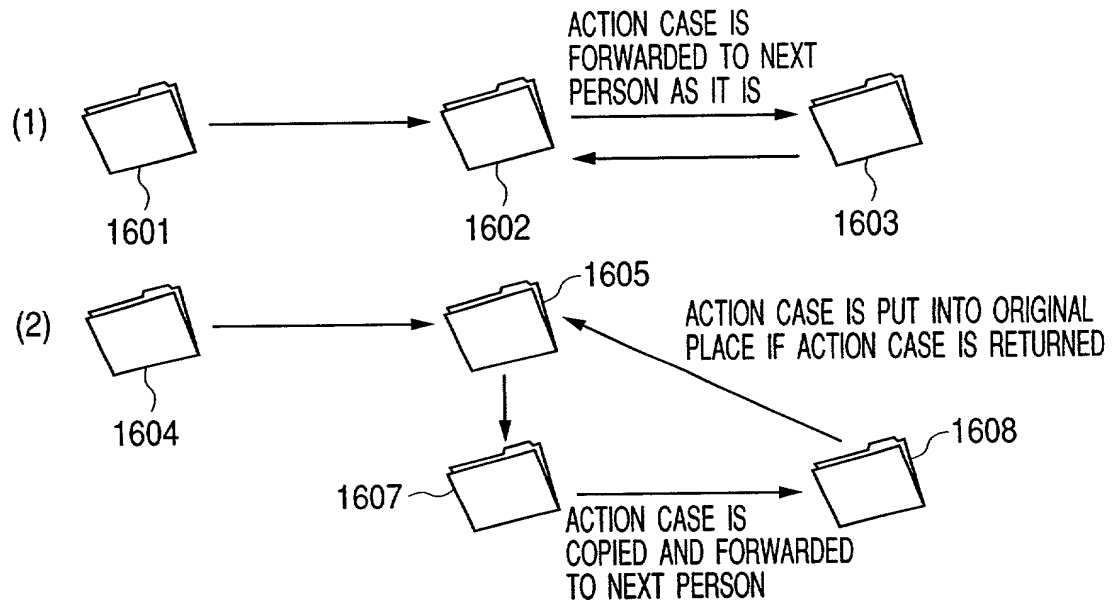 ACTION CASE IS
FORWARDED TO NEXT
PERSON AS IT IS
(1)
1601
1602
1603
(2)
1605
ACTION CASE IS PUT INTO ORIGINAL
PLACE IF ACTION CASE IS RETURNED
1604
1608
1607
ACTION CASE IS
COPIED AND FORWARDED
TO NEXT PERSON